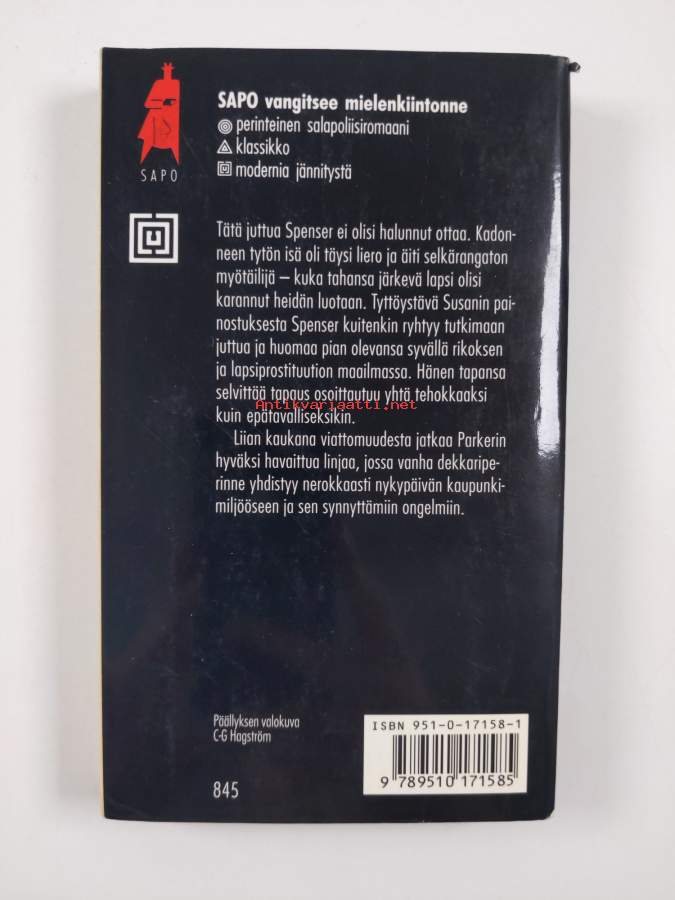 SAPO vangitsee mielenkiintonne
perinteinen salapoliisiromaani
klassikko
modernia jännitystä
SAPO
Tätä juttua Spenser ei olisi halunnut ottaa. Kadon-
neen tytön isä oli täysi liero ja äiti selkärangaton
myötäilijä – kuka tahansa järkevä lapsi olisi
karannut heidän luotaan. Tyttöystävä Susanin pai-
nostuksesta Spenser kuitenkin ryhtyy tutkimaan
juttua ja huomaa pian olevansa syvällä rikoksen
ja lapsiprostituution maailmassa. Hänen tapansa
selvittää tapaus osoittautuu yhtä tehokkaaksi
Antikvariaatti.net
kuin epätavalliseksikin.
Liian kaukana viattomuudesta jatkaa Parkerin
hyväksi havaittua linjaa, jossa vanha dekkaripe-
rinne yhdistyy nerokkaasti nykypäivän kaupunki-
miljööseen ja sen synnyttämiin ongelmiin.
Päällyksen valokuva
C-G Hagström
845
ISBN 951-0-17158-1
9 789510 171585